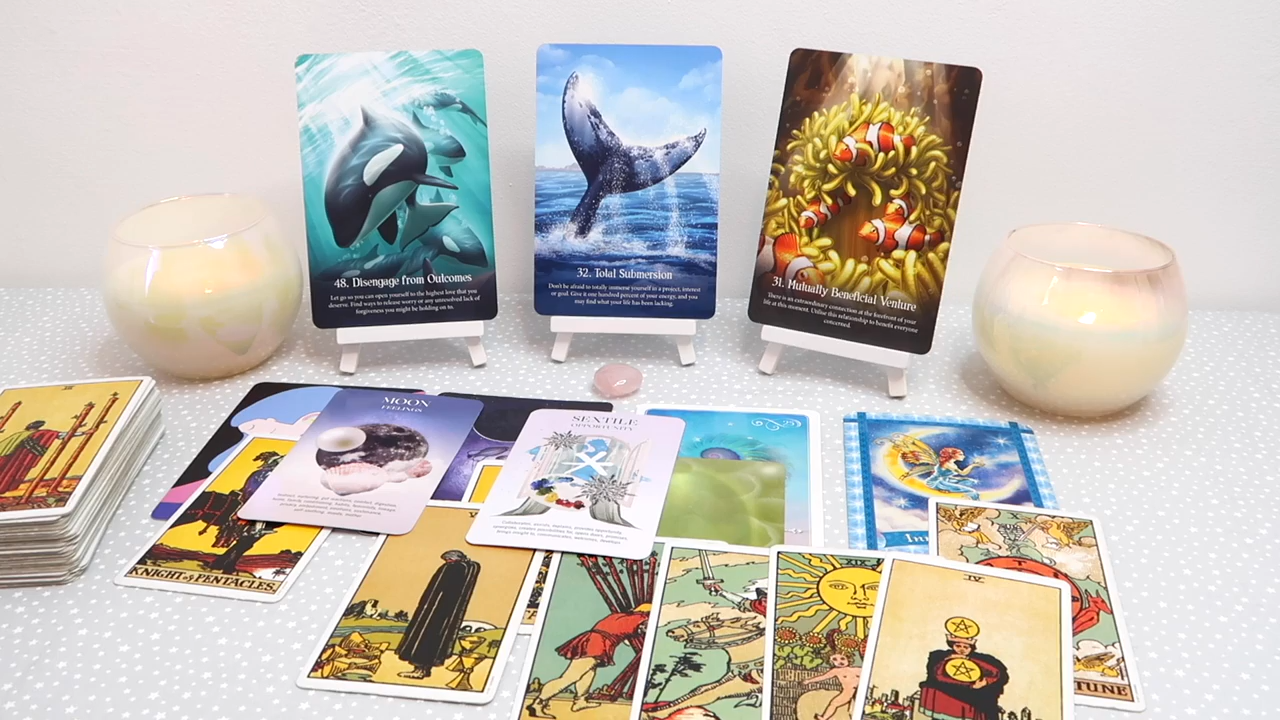 48. Disengage from Outcomes
Let go so you can open yourself to the highest love that you
deserve. Find ways to release worry or any unresolved lack of
forgiveness you might be holding on to.
32. Total Submersion
Don't be afraid to totally immerse yourself in a project, interest
or goal. Give it one hundred percent of your energy, and you
may find what your life has been lacking.
31. Mutually Beneficial Venture
There is an extraordinary connection at the forefront of your
life at this moment. Utilise this relationship to benefit everyone
concerned.
MOON
FEELINGS
SEXTILE
OPPORTUNITY
25
KNIGHT of PENTACLES.
X
TUNE
XIX
IV